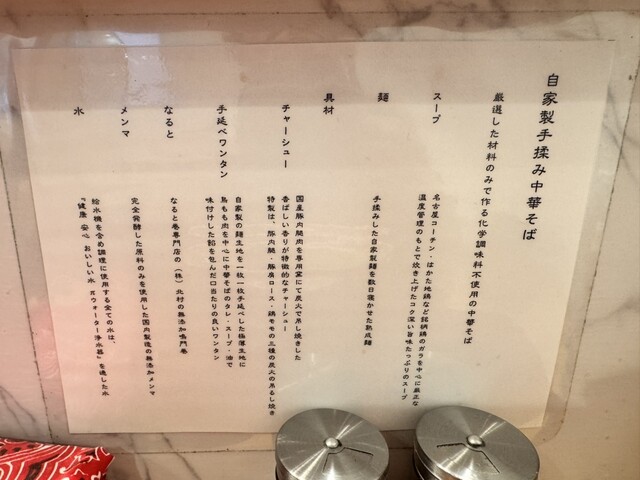 自家製手揉み中華そば
厳選した材料のみで作る化学調味料不使用の中華そば
スープ
名古屋コーチン・はかた地鶏など銘柄鶏のガラを中心に厳正な
温度管理のもとで炊き上げたコク深い旨味たっぷりのスープ
麺
手揉みした自家製麺を数日寝かせた熟成麺
具材
チャーシュー
国産豚内腿肉を専用窯にて炭火で吊し焼きした
香ばしい香りが特徴的なチャーシュー
特製は、豚内腿・豚肩ロース・鶏モモの三種の炭火の吊るし焼き
手延べワンタン
自家製の麺生地を一枚一枚手延べした極薄生地に
鳥もも肉を中心に中華そばのタレ・スープ・油で
味付けした餡を包んだ口当たりの良いワンタン
なると
なると巻専門店の（株）北村の無添加鳴門巻
メンマ
完全発酵した原料のみを使用した国内製造の無添加メンマ
水
給水機を含め調理に使用する全ての水は、
『健康 安心 おいしい水 πウォーター浄水器』を通した水